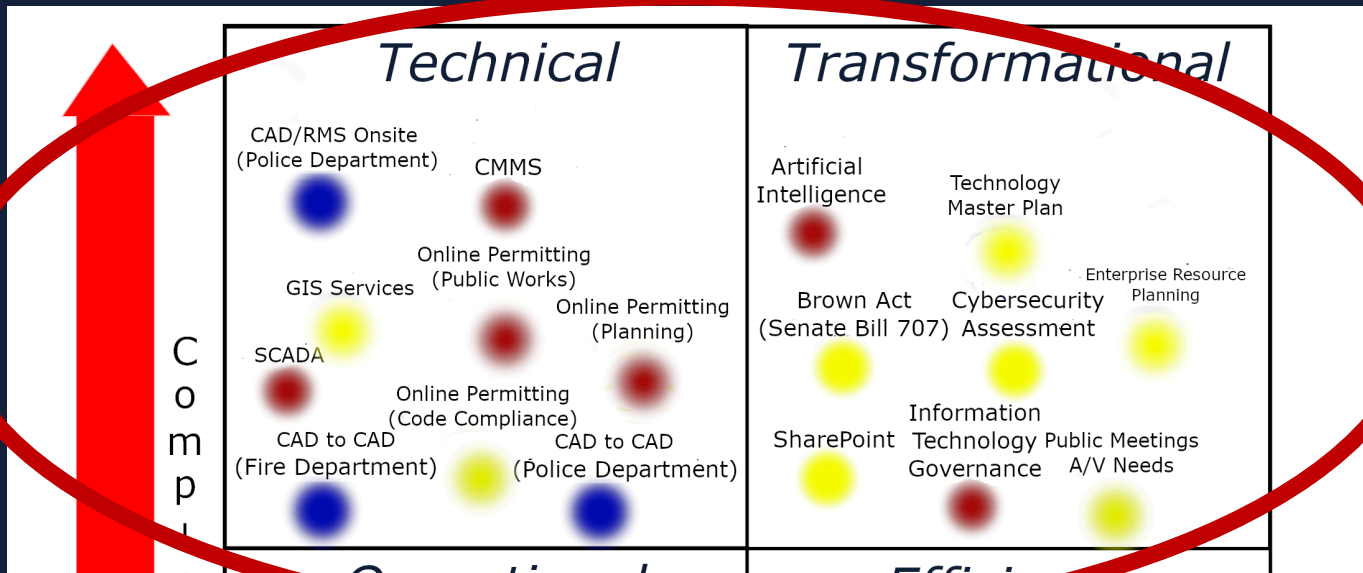 Technical
Transformational
CAD/RMS Onsite
(Police Department)
CMMS
Artificial
Intelligence
Technology
Master Plan
Online Permitting
(Public Works)
GIS Services
Online Permitting
(Planning)
Enterprise Resource
Planning
Brown Act
(Senate Bill 707)
Cybersecurity
Assessment
SCADA
Online Permitting
(Code Compliance)
CAD to CAD
(Fire Department)
CAD to CAD
(Police Department)
SharePoint
Information
Technology
Governance
Public Meetings
A/V Needs
C
o
m
p